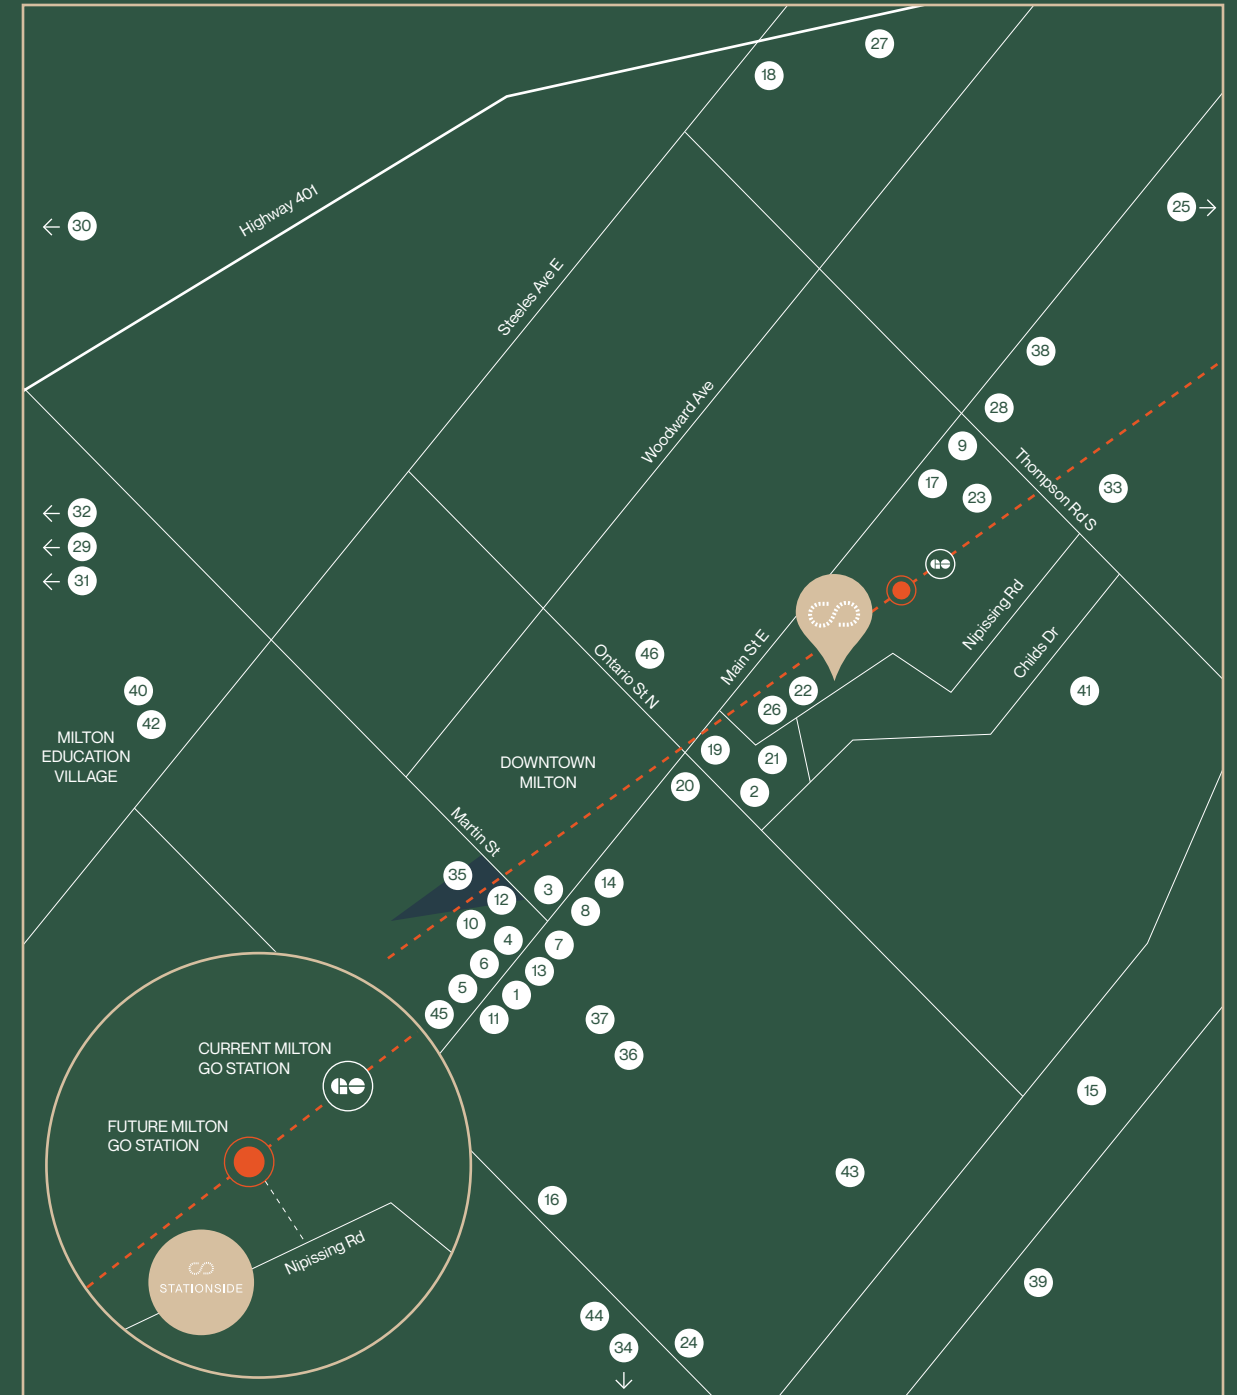 27
18
Highway 401
30
25
Steeles Ave E
38
Woodward Ave
28
9
Thompson Rd S
17
23
33
32
29
31
GO
Nipissing Rd
Childs Dr
Main St E
Ontario St N
46
40
42
22
26
41
MILTON
EDUCATION
VILLAGE
DOWNTOWN
MILTON
19
21
20
2
Martin St
35
12
3
14
10
8
4
7
6
13
5
1
45
11
37
36
CURRENT MILTON
GO STATION
GO
FUTURE MILTON
GO STATION
15
43
16
Nipissing Rd
STATIONSIDE
39
44
34
24